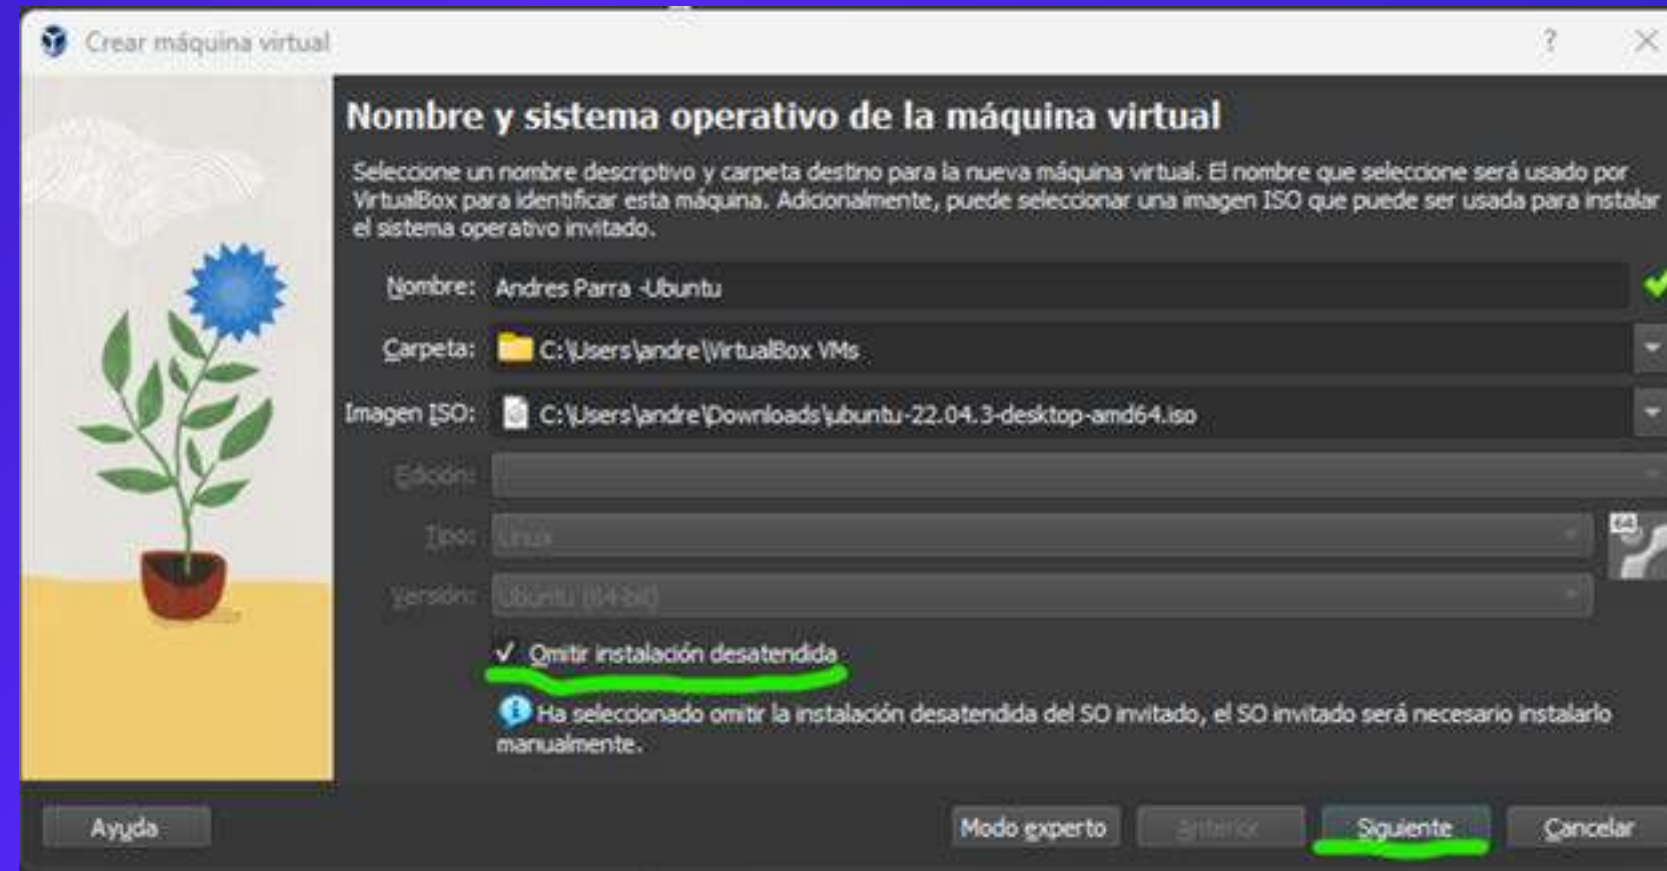 Crear máquina virtual
?
Nombre y sistema operativo de la máquina virtual
Seleccione un nombre descriptivo y carpeta destino para la nueva máquina virtual. El nombre que seleccione será usado por
VirtualBox para identificar esta máquina. Adicionalmente, puede seleccionar una imagen ISO que puede ser usada para instalar
el sistema operativo invitado.
Nombre: Andres Parra -Ubuntu
Carpeta: C:\Users\andre\VirtualBox VMs
Imagen ISO: C:\Users\andre\Downloads\ubuntu-22.04.3-desktop-amd64.iso
Edición:
Tipo: Linux
64
Versión: Ubuntu (64-bit)
Omitir instalación desatendida
Ha seleccionado omitir la instalación desatendida del SO invitado, el SO invitado será necesario instalarlo
manualmente.
Ayuda Modo experto Anterior Siguiente Cancelar